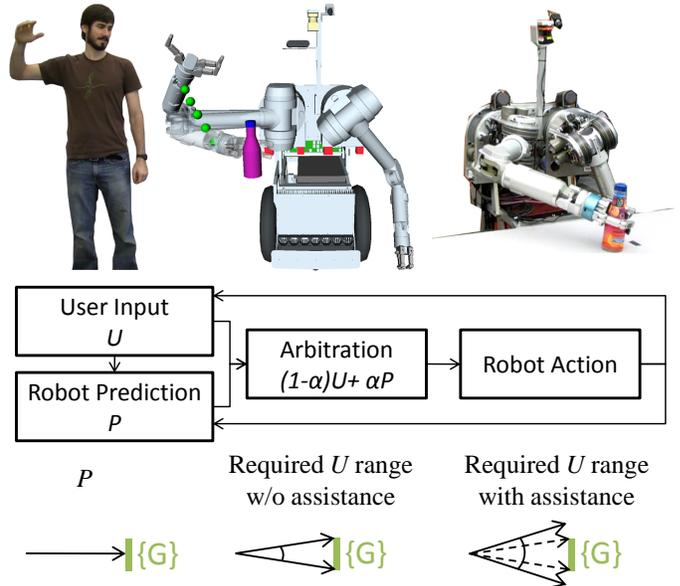 User Input
U
Robot Prediction
P
Arbitration
(1-α)U+ αP
Robot Action
P
Required U range
w/o assistance
Required U range
with assistance
{G}
{G}
{G}